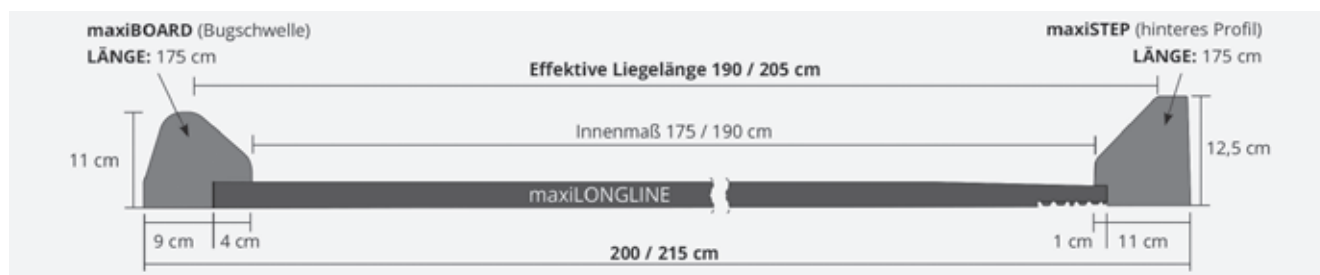 maxiBOARD (Bugschwelle)
LÄNGE: 175 cm
maxiSTEP (hinteres Profil)
LÄNGE: 175 cm
Effektive Liegelänge 190 / 205 cm
Innenmaß 175 / 190 cm
11 cm
12,5 cm
maxiLONGLINE
9 cm
4 cm
1 cm
11 cm
200 / 215 cm